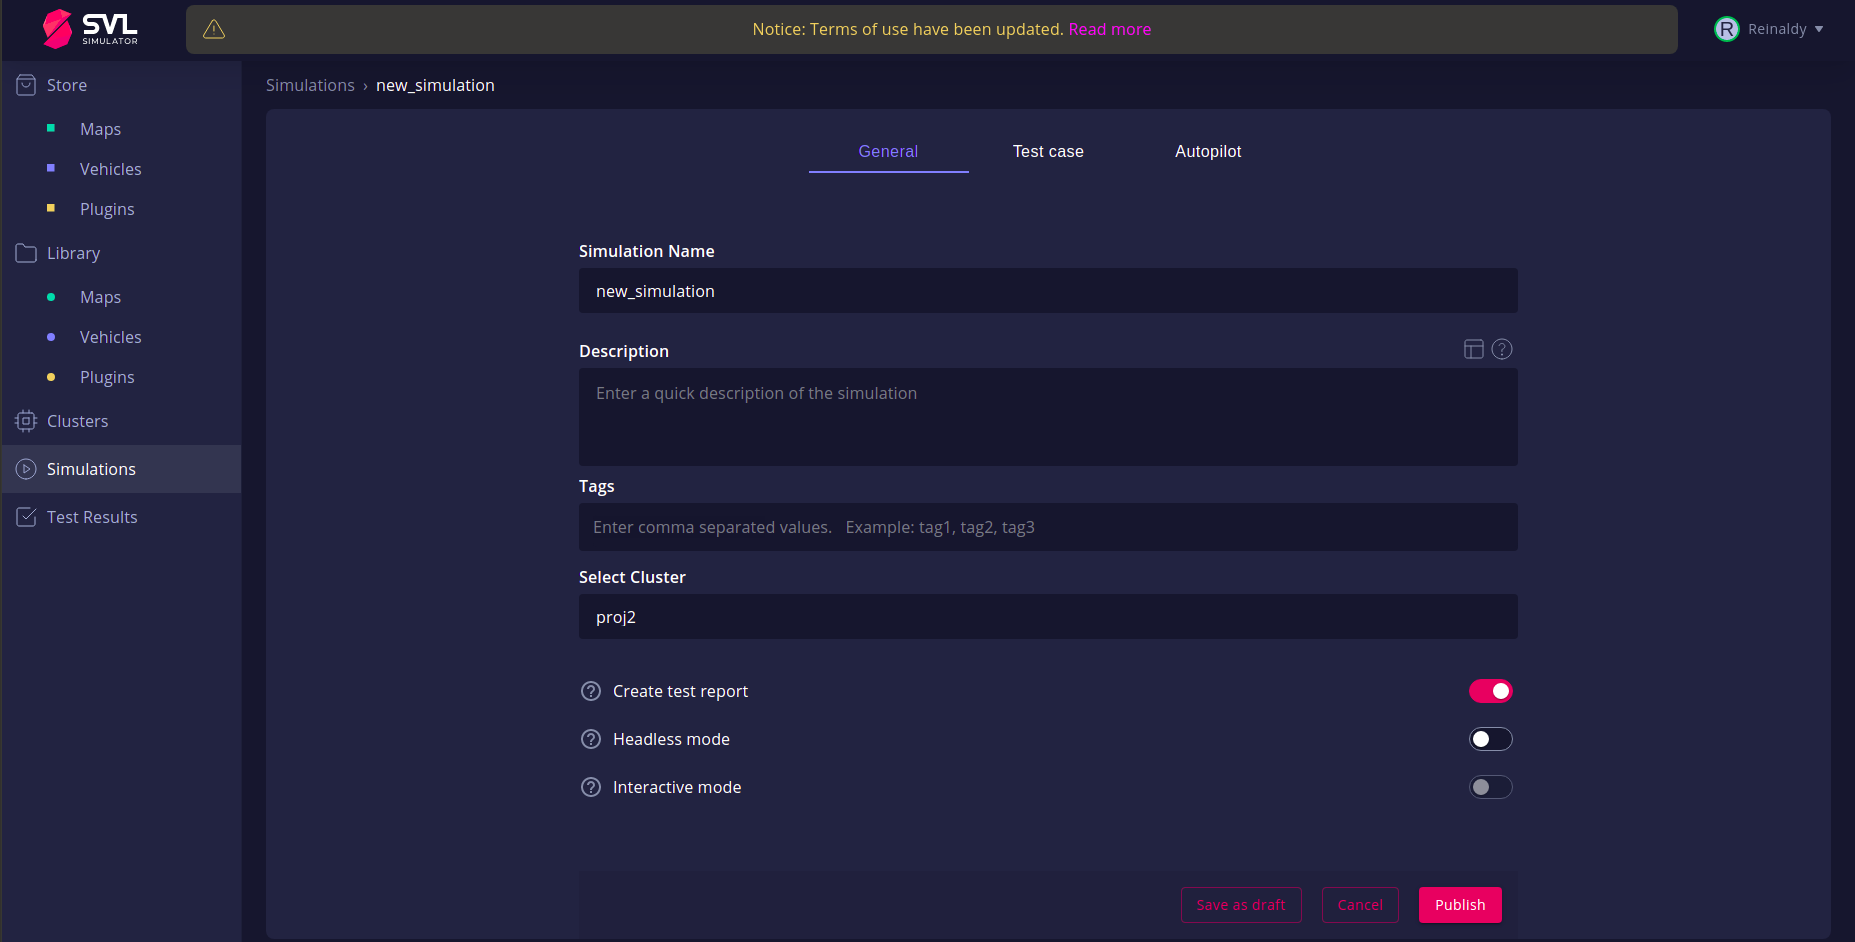 SVL
SIMULATOR
Notice: Terms of use have been updated. Read more
R Reinaldy
Store
Maps
Vehicles
Plugins
Library
Maps
Vehicles
Plugins
Clusters
Simulations
Test Results
Simulations › new_simulation
General
Test case
Autopilot
Simulation Name
new_simulation
Description
Enter a quick description of the simulation
Tags
Enter comma separated values. Example: tag1, tag2, tag3
Select Cluster
proj2
Create test report
Headless mode
Interactive mode
Save as draft
Cancel
Publish